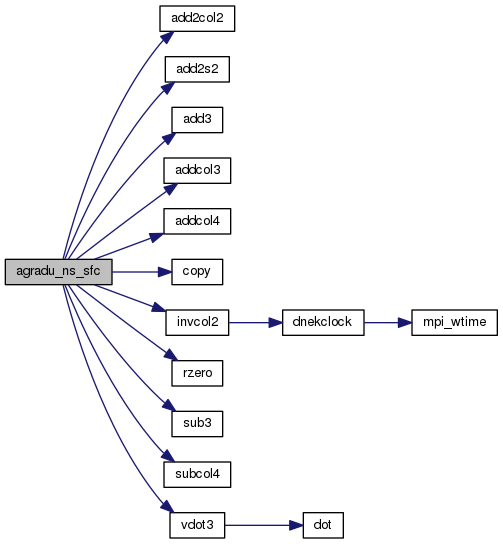 add2col2
add2s2
add3
addcol3
addcol4
agradu_ns_sfc
copy
invcol2
dnekclock
mpi_wtime
rzero
sub3
subcol4
vdot3
dot